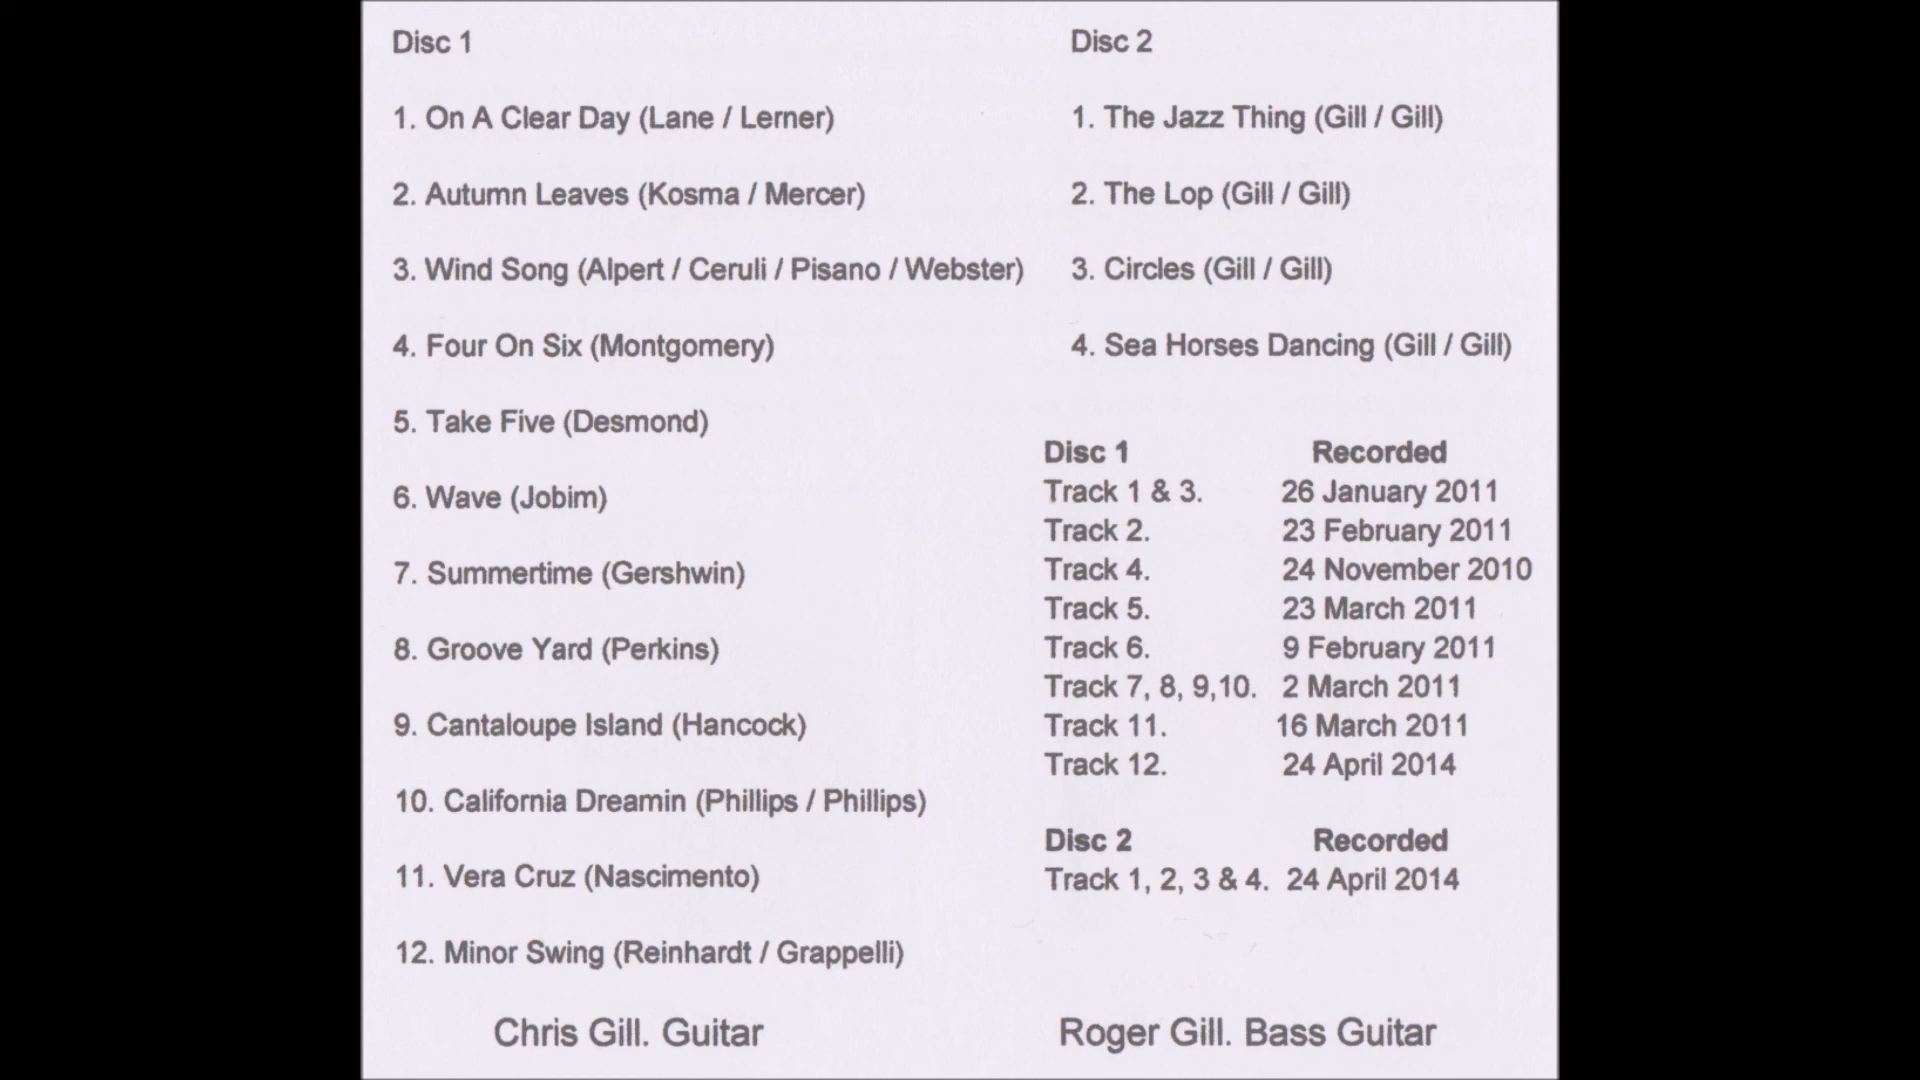 Disc 1
1. On A Clear Day (Lane / Lerner)
2. Autumn Leaves (Kosma / Mercer)
3. Wind Song (Alpert / Ceruli / Pisano / Webster)
4. Four On Six (Montgomery)
5. Take Five (Desmond)
6. Wave (Jobim)
7. Summertime (Gershwin)
8. Groove Yard (Perkins)
9. Cantaloupe Island (Hancock)
10. California Dreamin (Phillips / Phillips)
11. Vera Cruz (Nascimento)
12. Minor Swing (Reinhardt / Grappelli)
Disc 2
1. The Jazz Thing (Gill / Gill)
2. The Lop (Gill / Gill)
3. Circles (Gill / Gill)
4. Sea Horses Dancing (Gill / Gill)
Disc 1 Recorded
Track 1 & 3. 26 January 2011
Track 2. 23 February 2011
Track 4. 24 November 2010
Track 5. 23 March 2011
Track 6. 9 February 2011
Track 7, 8, 9,10. 2 March 2011
Track 11. 16 March 2011
Track 12. 24 April 2014
Disc 2 Recorded
Track 1, 2, 3 & 4. 24 April 2014
Chris Gill. Guitar
Roger Gill. Bass Guitar